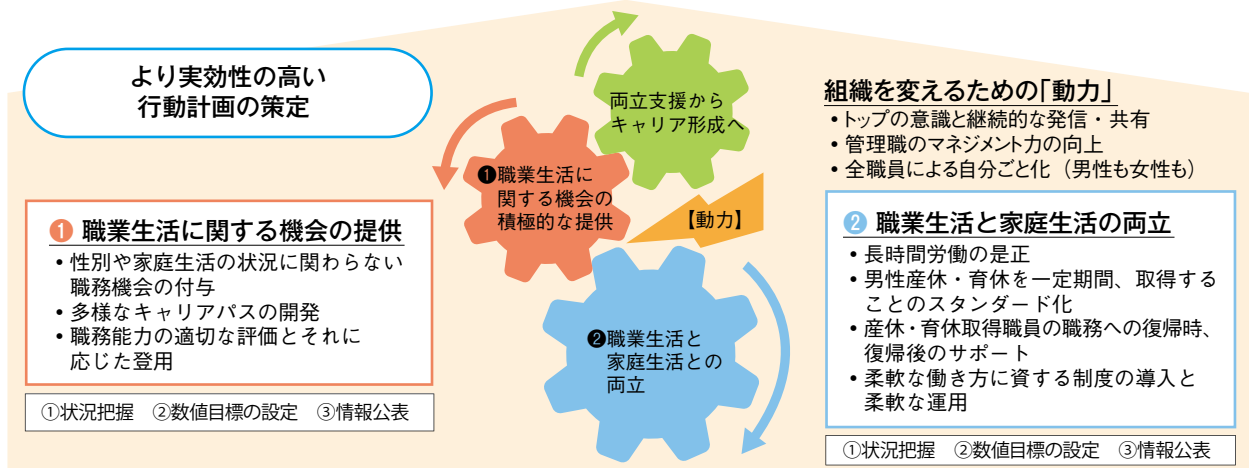 より実効性の高い
行動計画の策定
両立支援から
キャリア形成へ
❶職業生活に
関する機会の
積極的な提供
【動力】
❷職業生活と
家庭生活との
両立
組織を変えるための「動力」
• トップの意識と継続的な発信・共有
• 管理職のマネジメント力の向上
• 全職員による自分ごと化（男性も女性も）
❶ 職業生活に関する機会の提供
• 性別や家庭生活の状況に関わらない
職務機会の付与
• 多様なキャリアパスの開発
• 職務能力の適切な評価とそれに
応じた登用
①状況把握　②数値目標の設定　③情報公表
❷ 職業生活と家庭生活の両立
• 長時間労働の是正
• 男性産休・育休を一定期間、取得する
ことのスタンダード化
• 産休・育休取得職員の職務への復帰時、
復帰後のサポート
• 柔軟な働き方に資する制度の導入と
柔軟な運用
①状況把握　②数値目標の設定　③情報公表